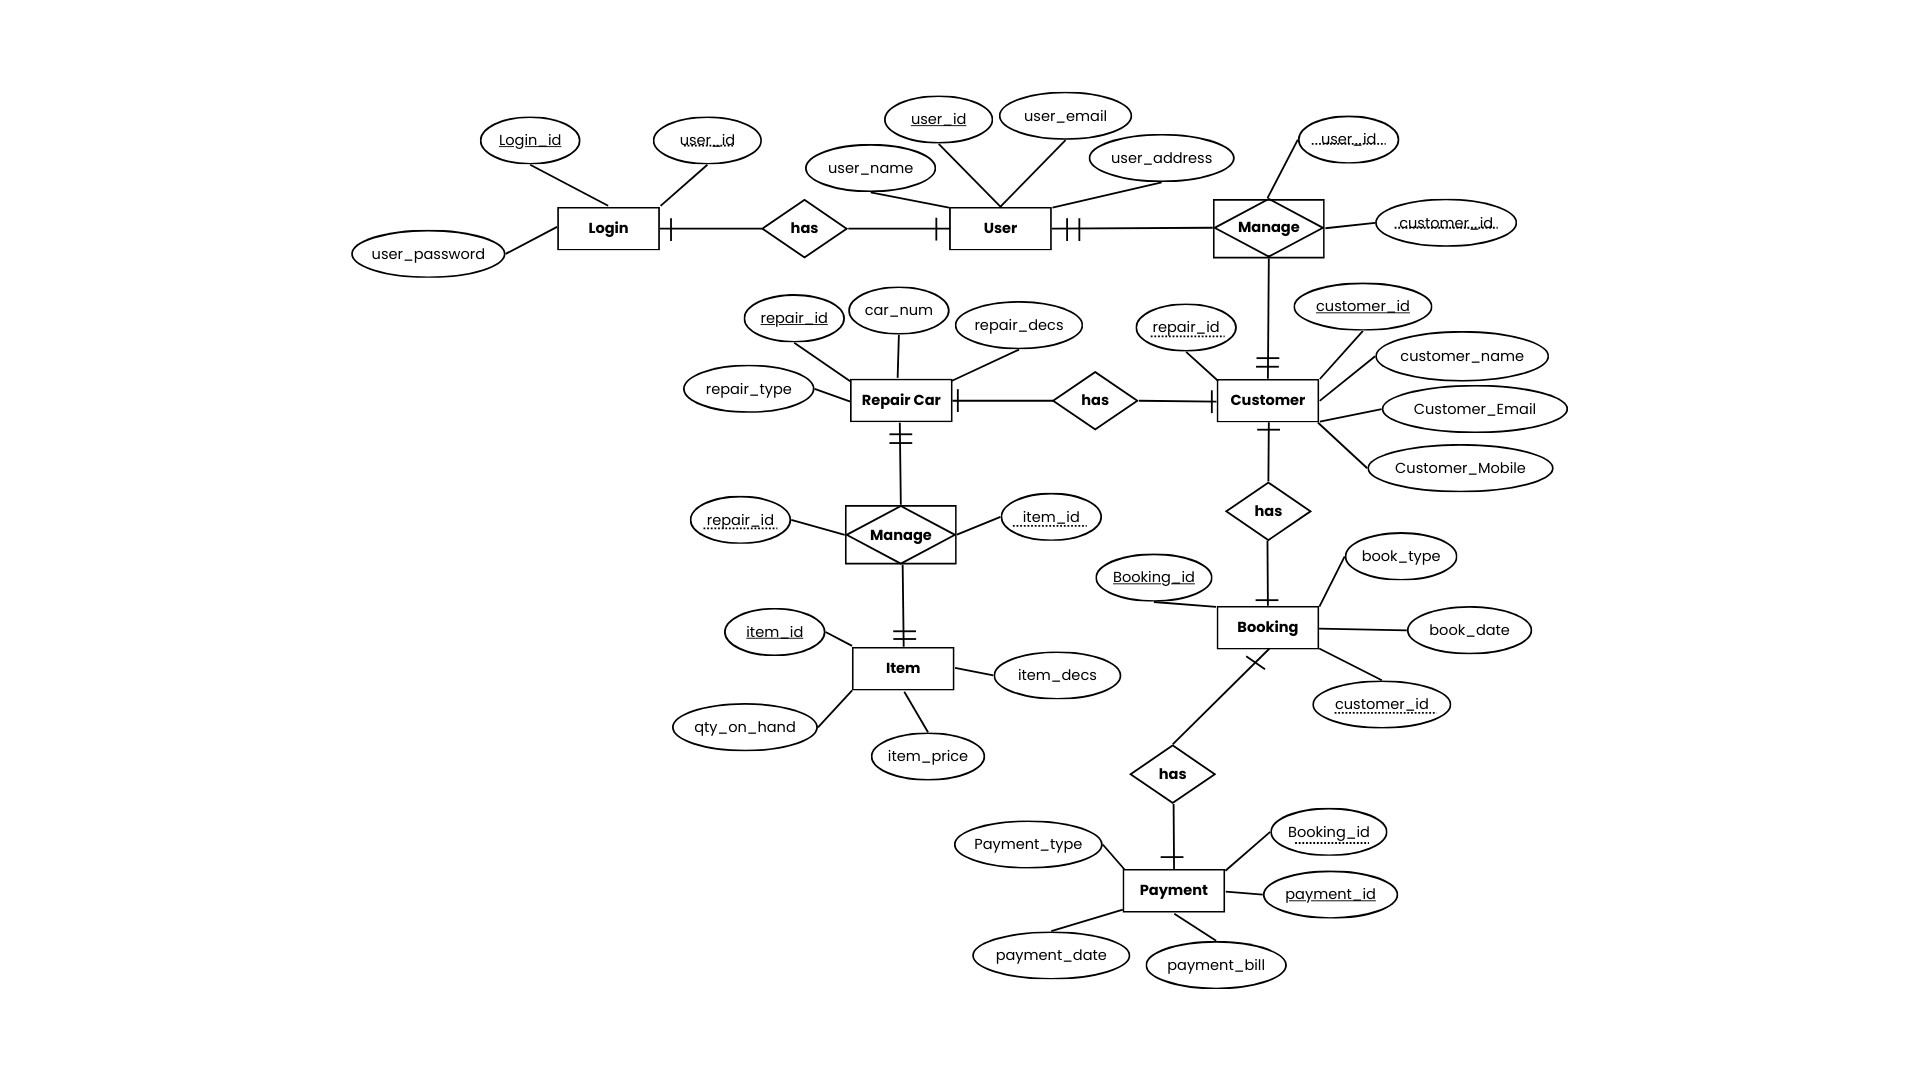 user_id
user_email
Login_id
user_id
user_id
user_address
user_name
customer_id
Login
has
User
Manage
user_password
customer_id
car_num
repair_id
repair_decs
repair_id
customer_name
repair_type
Repair Car
has
Customer
Customer_Email
Customer_Mobile
has
item_id
repair_id
Manage
book_type
Booking_id
Booking
book_date
item_id
Item
item_decs
customer_id
qty_on_hand
item_price
has
Booking_id
Payment_type
Payment
payment_id
payment_date
payment_bill